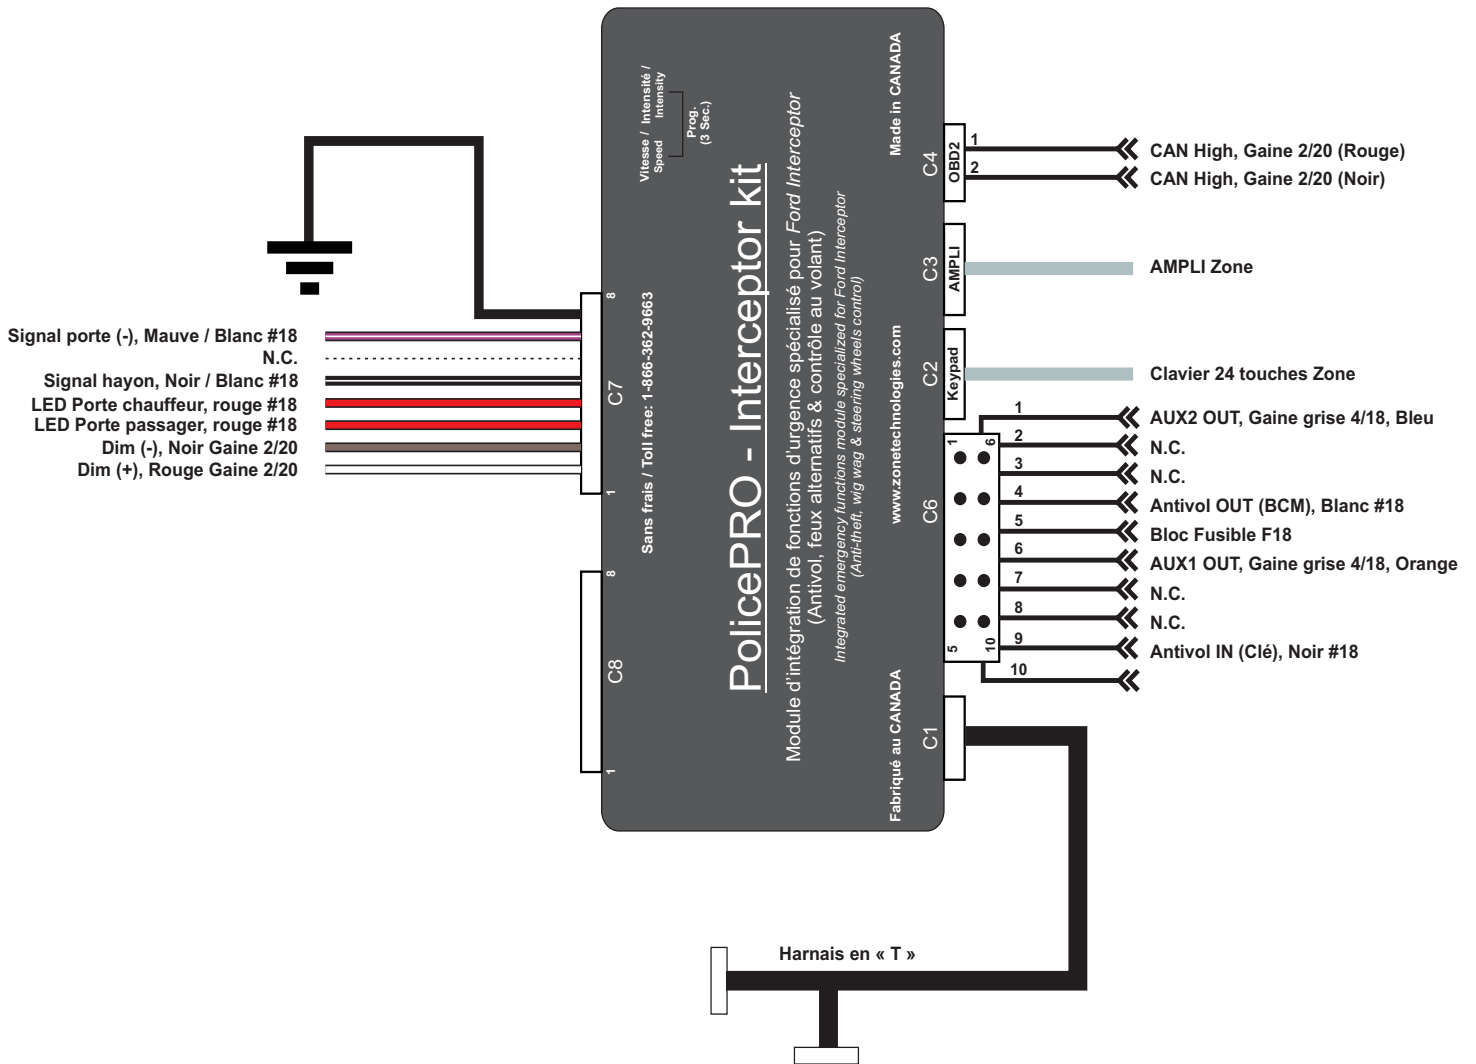 Signal porte (-), Mauve / Blanc #18
N.C.
Signal hayon, Noir / Blanc #18
LED Porte chauffeur, rouge #18
LED Porte passager, rouge #18
Dim (-), Noir Gaine 2/20
Dim (+), Rouge Gaine 2/20
8
C7
1
8
C8
1
Vitesse / Intensité /
Speed Intensity
Prog.
(3 Sec.)
Sans frais / Toll free: 1-866-362-9663
PolicePRO - Interceptor kit
Module d'intégration de fonctions d'urgence spécialisé pour Ford Interceptor
(Antivol, feux alternatifs & contrôle au volant)
Integrated emergency functions module specialized for Ford Interceptor
(Anti-theft, wig wag & steering wheels control)
Fabriqué au CANADA
www.zonetechnologies.com
Made in CANADA
C4
OBD2
1
CAN High, Gaine 2/20 (Rouge)
2
CAN High, Gaine 2/20 (Noir)
C3
AMPLI
AMPLI Zone
C2
Keypad
Clavier 24 touches Zone
C6
1
6
5
10
1
AUX2 OUT, Gaine grise 4/18, Bleu
2
N.C.
3
N.C.
4
Antivol OUT (BCM), Blanc #18
5
Bloc Fusible F18
6
AUX1 OUT, Gaine grise 4/18, Orange
7
N.C.
8
N.C.
9
Antivol IN (Clé), Noir #18
10
C1
Harnais en « T »